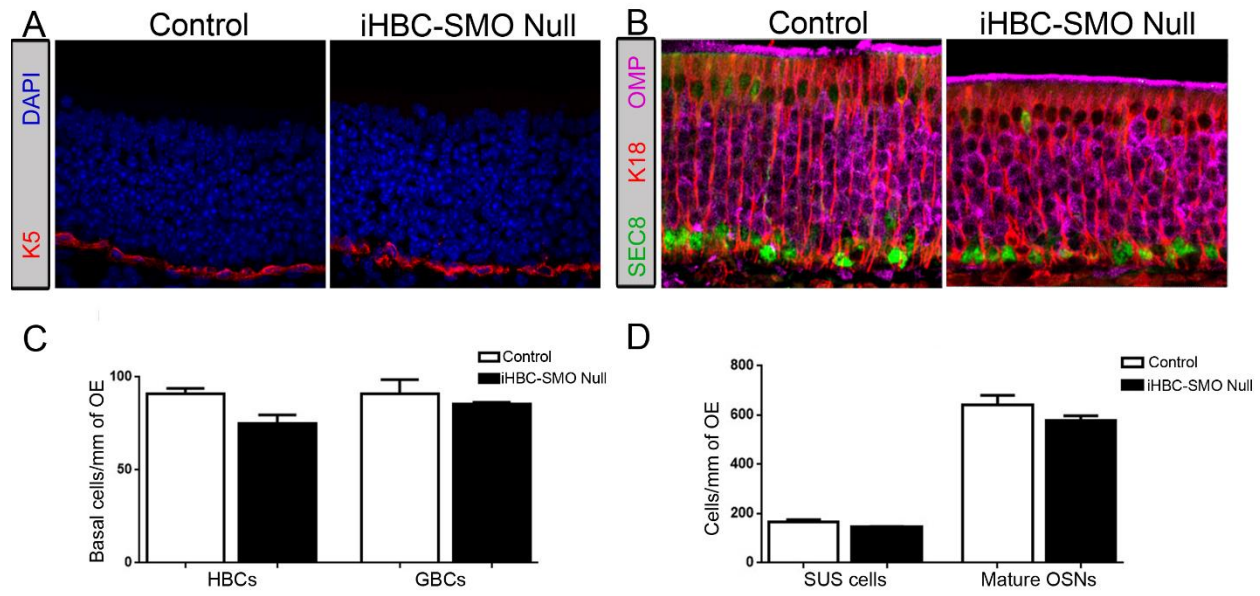 A
Control
iHBC-SMO Null
K5 DAPI
B
Control
iHBC-SMO Null
SEC8 K18 OMP
C
Control
iHBC-SMO Null
Basal cells/mm of OE
100
50
0
HBCs
GBCs
D
Control
iHBC-SMO Null
Cells/mm of OE
800
600
400
200
0
SUS cells
Mature OSNs